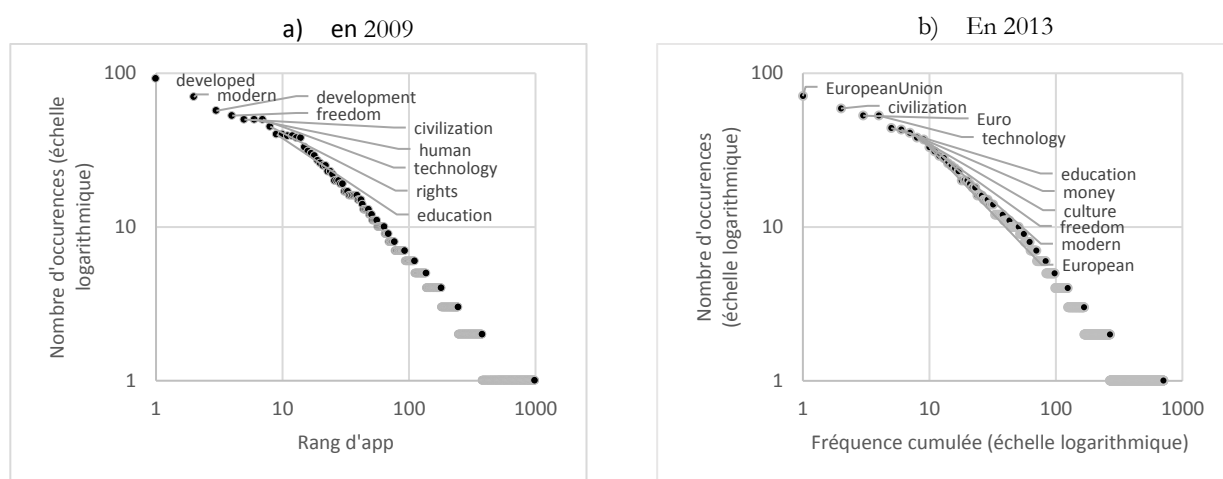 a) en 2009
Nombre d'occurences (échelle
logarithmique)
100
10
1
developed
modern
development
freedom
civilization
human
technology
rights
education
1 10 100 1000
Rang d'app
b) En 2013
Nombre d'occurrences
(échelle logarithmique)
100
10
1
EuropeanUnion
civilization
Euro
technology
education
money
culture
freedom
modern
European
1 10 100 1000
Fréquence cumulée (échelle logarithmique)